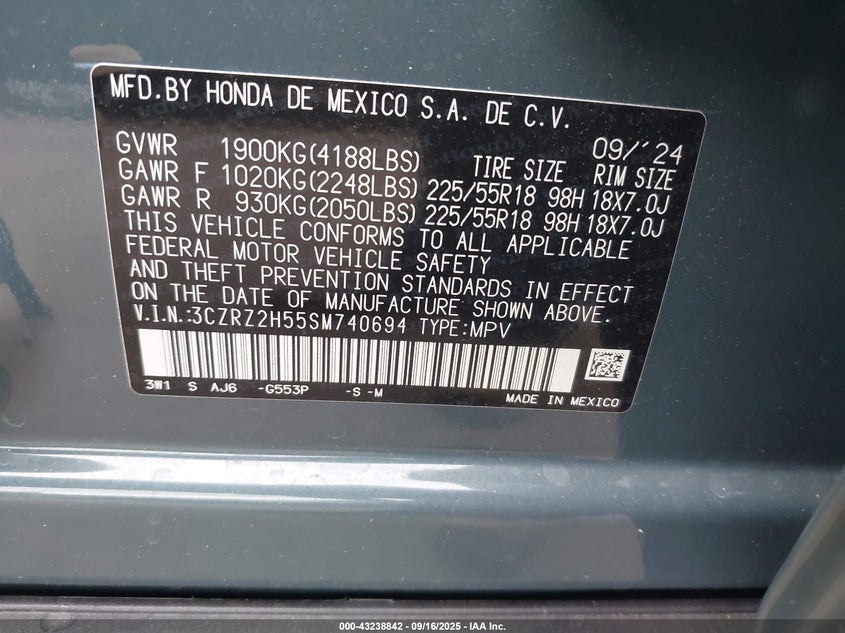 MFD.BY HONDA DE MEXICO S.A. DE C.V.
GVWR 1900KG(4188LBS) TIRE SIZE 09/´24 RIM SIZE
GAWR F 1020KG(2248LBS) 225/55R18 98H 18X7.0J
GAWR R 930KG(2050LBS) 225/55R18 98H 18X7.0J
THIS VEHICLE CONFORMS TO ALL APPLICABLE
FEDERAL MOTOR VEHICLE SAFETY
AND THEFT PREVENTION STANDARDS IN EFFECT
ON THE DATE OF MANUFACTURE SHOWN ABOVE.
V.I.N.:3CZRZ2H55SM740694 TYPE:MPV
3W1 S AJ6 -G553P -S -M
MADE IN MEXICO
000-43238842 - 09/16/2025 - IAA Inc.